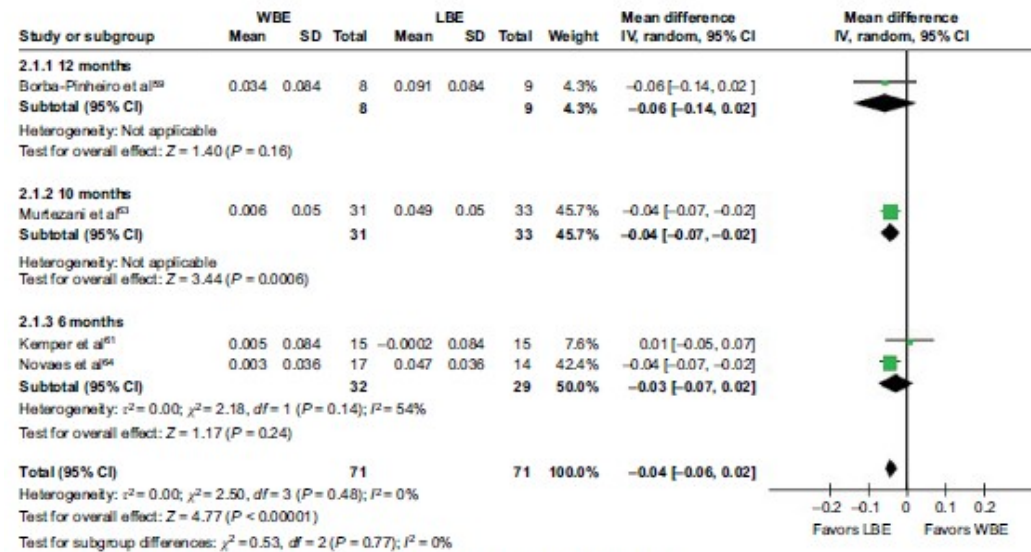 WBE LBE Mean difference Mean difference
Study or subgroup Mean SD Total Mean SD Total Weight IV, random, 95% CI IV, random, 95% CI
2.1.1 12 months
Borba-Pinheiro et al⁵⁹ 0.034 0.084 8 0.091 0.084 9 4.3% −0.06 [−0.14, 0.02 ]
Subtotal (95% CI) 8 9 4.3% −0.06 [−0.14, 0.02]
Heterogeneity: Not applicable
Test for overall effect: Z = 1.40 (P = 0.16)
2.1.2 10 months
Murtezani et al⁶³ 0.006 0.05 31 0.049 0.05 33 45.7% −0.04 [−0.07, −0.02]
Subtotal (95% CI) 31 33 45.7% −0.04 [−0.07, −0.02]
Heterogeneity: Not applicable
Test for overall effect: Z = 3.44 (P = 0.0006)
2.1.3 6 months
Kemper et al⁶¹ 0.005 0.084 15 −0.0002 0.084 15 7.6% 0.01 [−0.05, 0.07]
Novaes et al⁶⁴ 0.003 0.036 17 0.047 0.036 14 42.4% −0.04 [−0.07, −0.02]
Subtotal (95% CI) 32 29 50.0% −0.03 [−0.07, 0.02]
Heterogeneity: τ² = 0.00; χ² = 2.18, df = 1 (P = 0.14); I² = 54%
Test for overall effect: Z = 1.17 (P = 0.24)
Total (95% CI) 71 71 100.0% −0.04 [−0.06, 0.02]
Heterogeneity: τ² = 0.00; χ² = 2.50, df = 3 (P = 0.48); I² = 0%
Test for overall effect: Z = 4.77 (P < 0.00001)
Test for subgroup differences: χ² = 0.53, df = 2 (P = 0.77); I² = 0%
−0.2 −0.1 0 0.1 0.2
Favors LBE Favors WBE